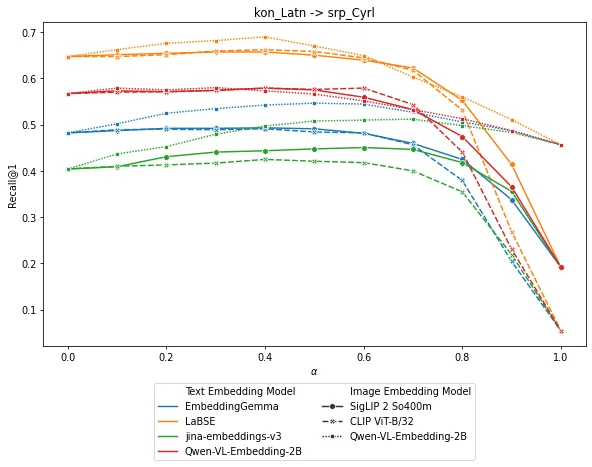 kon_Latn -> srp_Cyrl
0.7
0.6
0.5
0.4
0.3
0.2
0.1
Recall@1
0.0 0.2 0.4 0.6 0.8 1.0
α
Text Embedding Model Image Embedding Model
EmbeddingGemma SigLIP 2 So400m
LaBSE CLIP ViT-B/32
jina-embeddings-v3 Qwen-VL-Embedding-2B
Qwen-VL-Embedding-2B